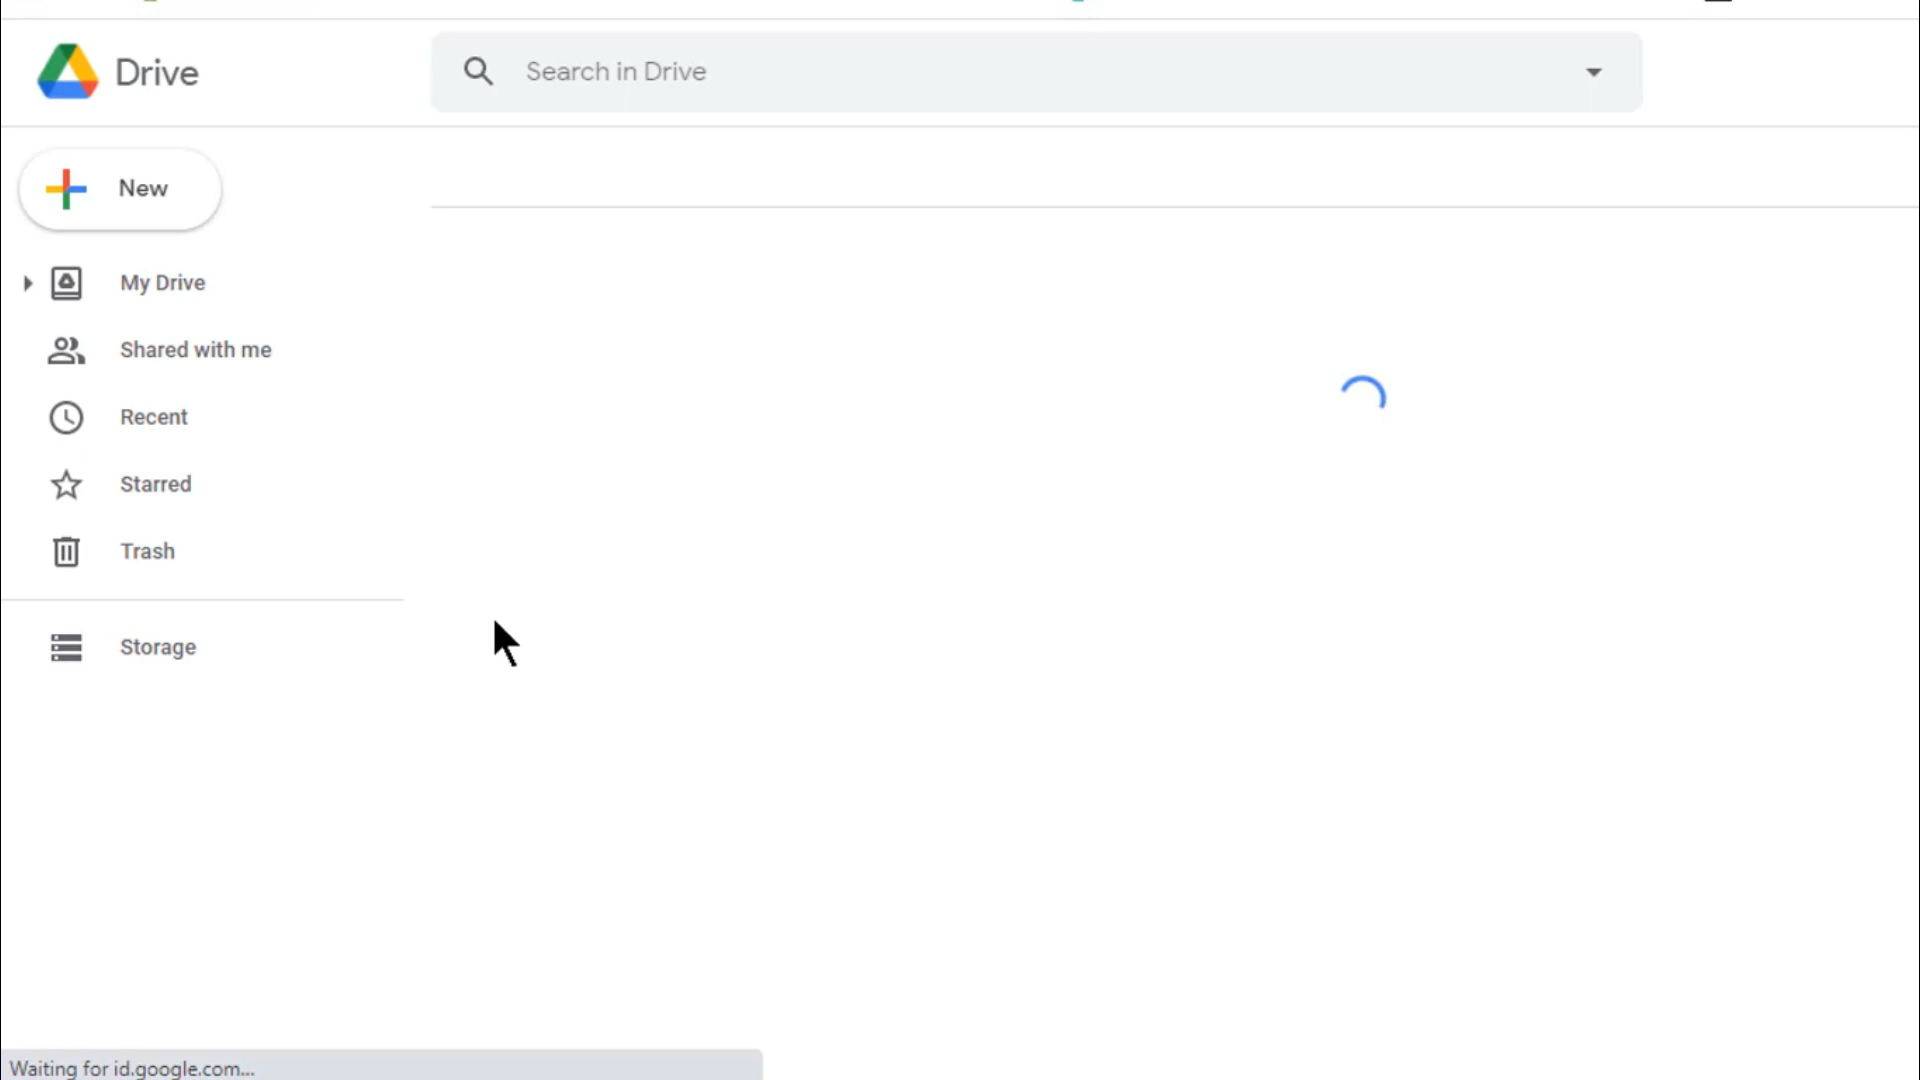 Drive
Search in Drive
New
My Drive
Shared with me
Recent
Starred
Trash
Storage
Waiting for id.google.com...